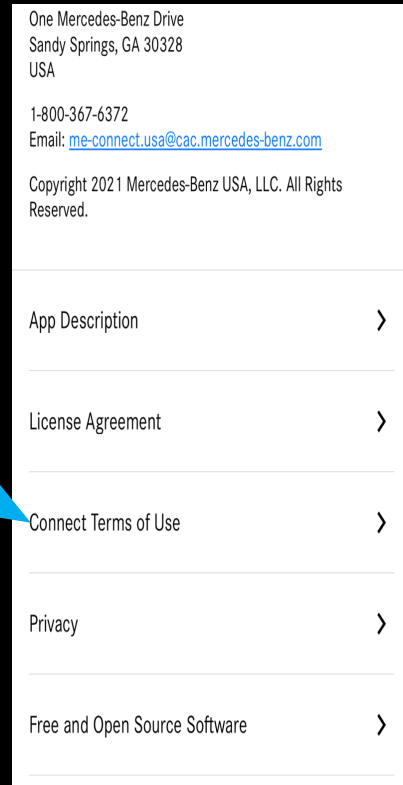 One Mercedes-Benz Drive
Sandy Springs, GA 30328
USA
1-800-367-6372
Email: me-connect.usa@cac.mercedes-benz.com
Copyright 2021 Mercedes-Benz USA, LLC. All Rights
Reserved.
App Description
License Agreement
Connect Terms of Use
Privacy
Free and Open Source Software